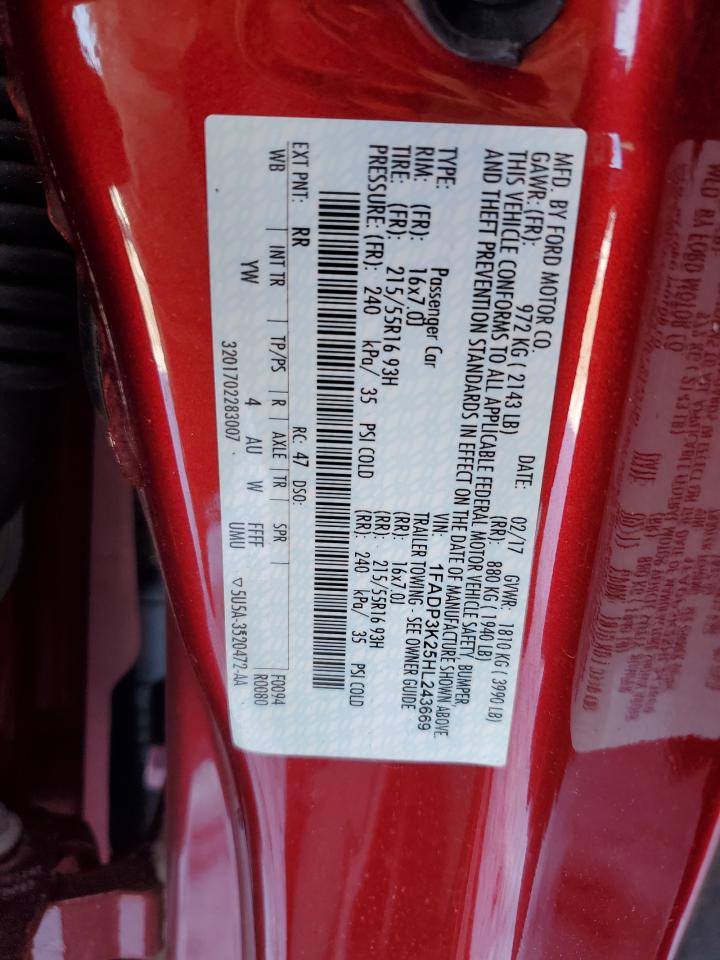 MFD. BY FORD MOTOR CO. DATE: 02/17 GVWR: 1810 KG ( 3990 LB)
GAWR: (FR): 972 KG ( 2143 LB) (RR): 880 KG ( 1940 LB)
THIS VEHICLE CONFORMS TO ALL APPLICABLE FEDERAL MOTOR VEHICLE SAFETY, BUMPER,
AND THEFT PREVENTION STANDARDS IN EFFECT ON THE DATE OF MANUFACTURE SHOWN ABOVE.
VIN: 1FADP3K25HL243669
TYPE: Passenger Car TRAILER TOWING - SEE OWNER GUIDE
RIM: (FR): 16x7.0J (RR): 16x7.0J
TIRE: (FR): 215/55R16 93H (RR): 215/55R16 93H
PRESSURE: (FR): 240 kPa/ 35 PSI COLD (RR): 240 kPa/ 35 PSI COLD
EXT PNT: RR RC: 47 DSO: F0094
WB INT TR TP/PS R AXLE TR SPR R0080
YW 4 AU W FFFF
UMU
3201702283007 ▽5U5A-3520472-AA